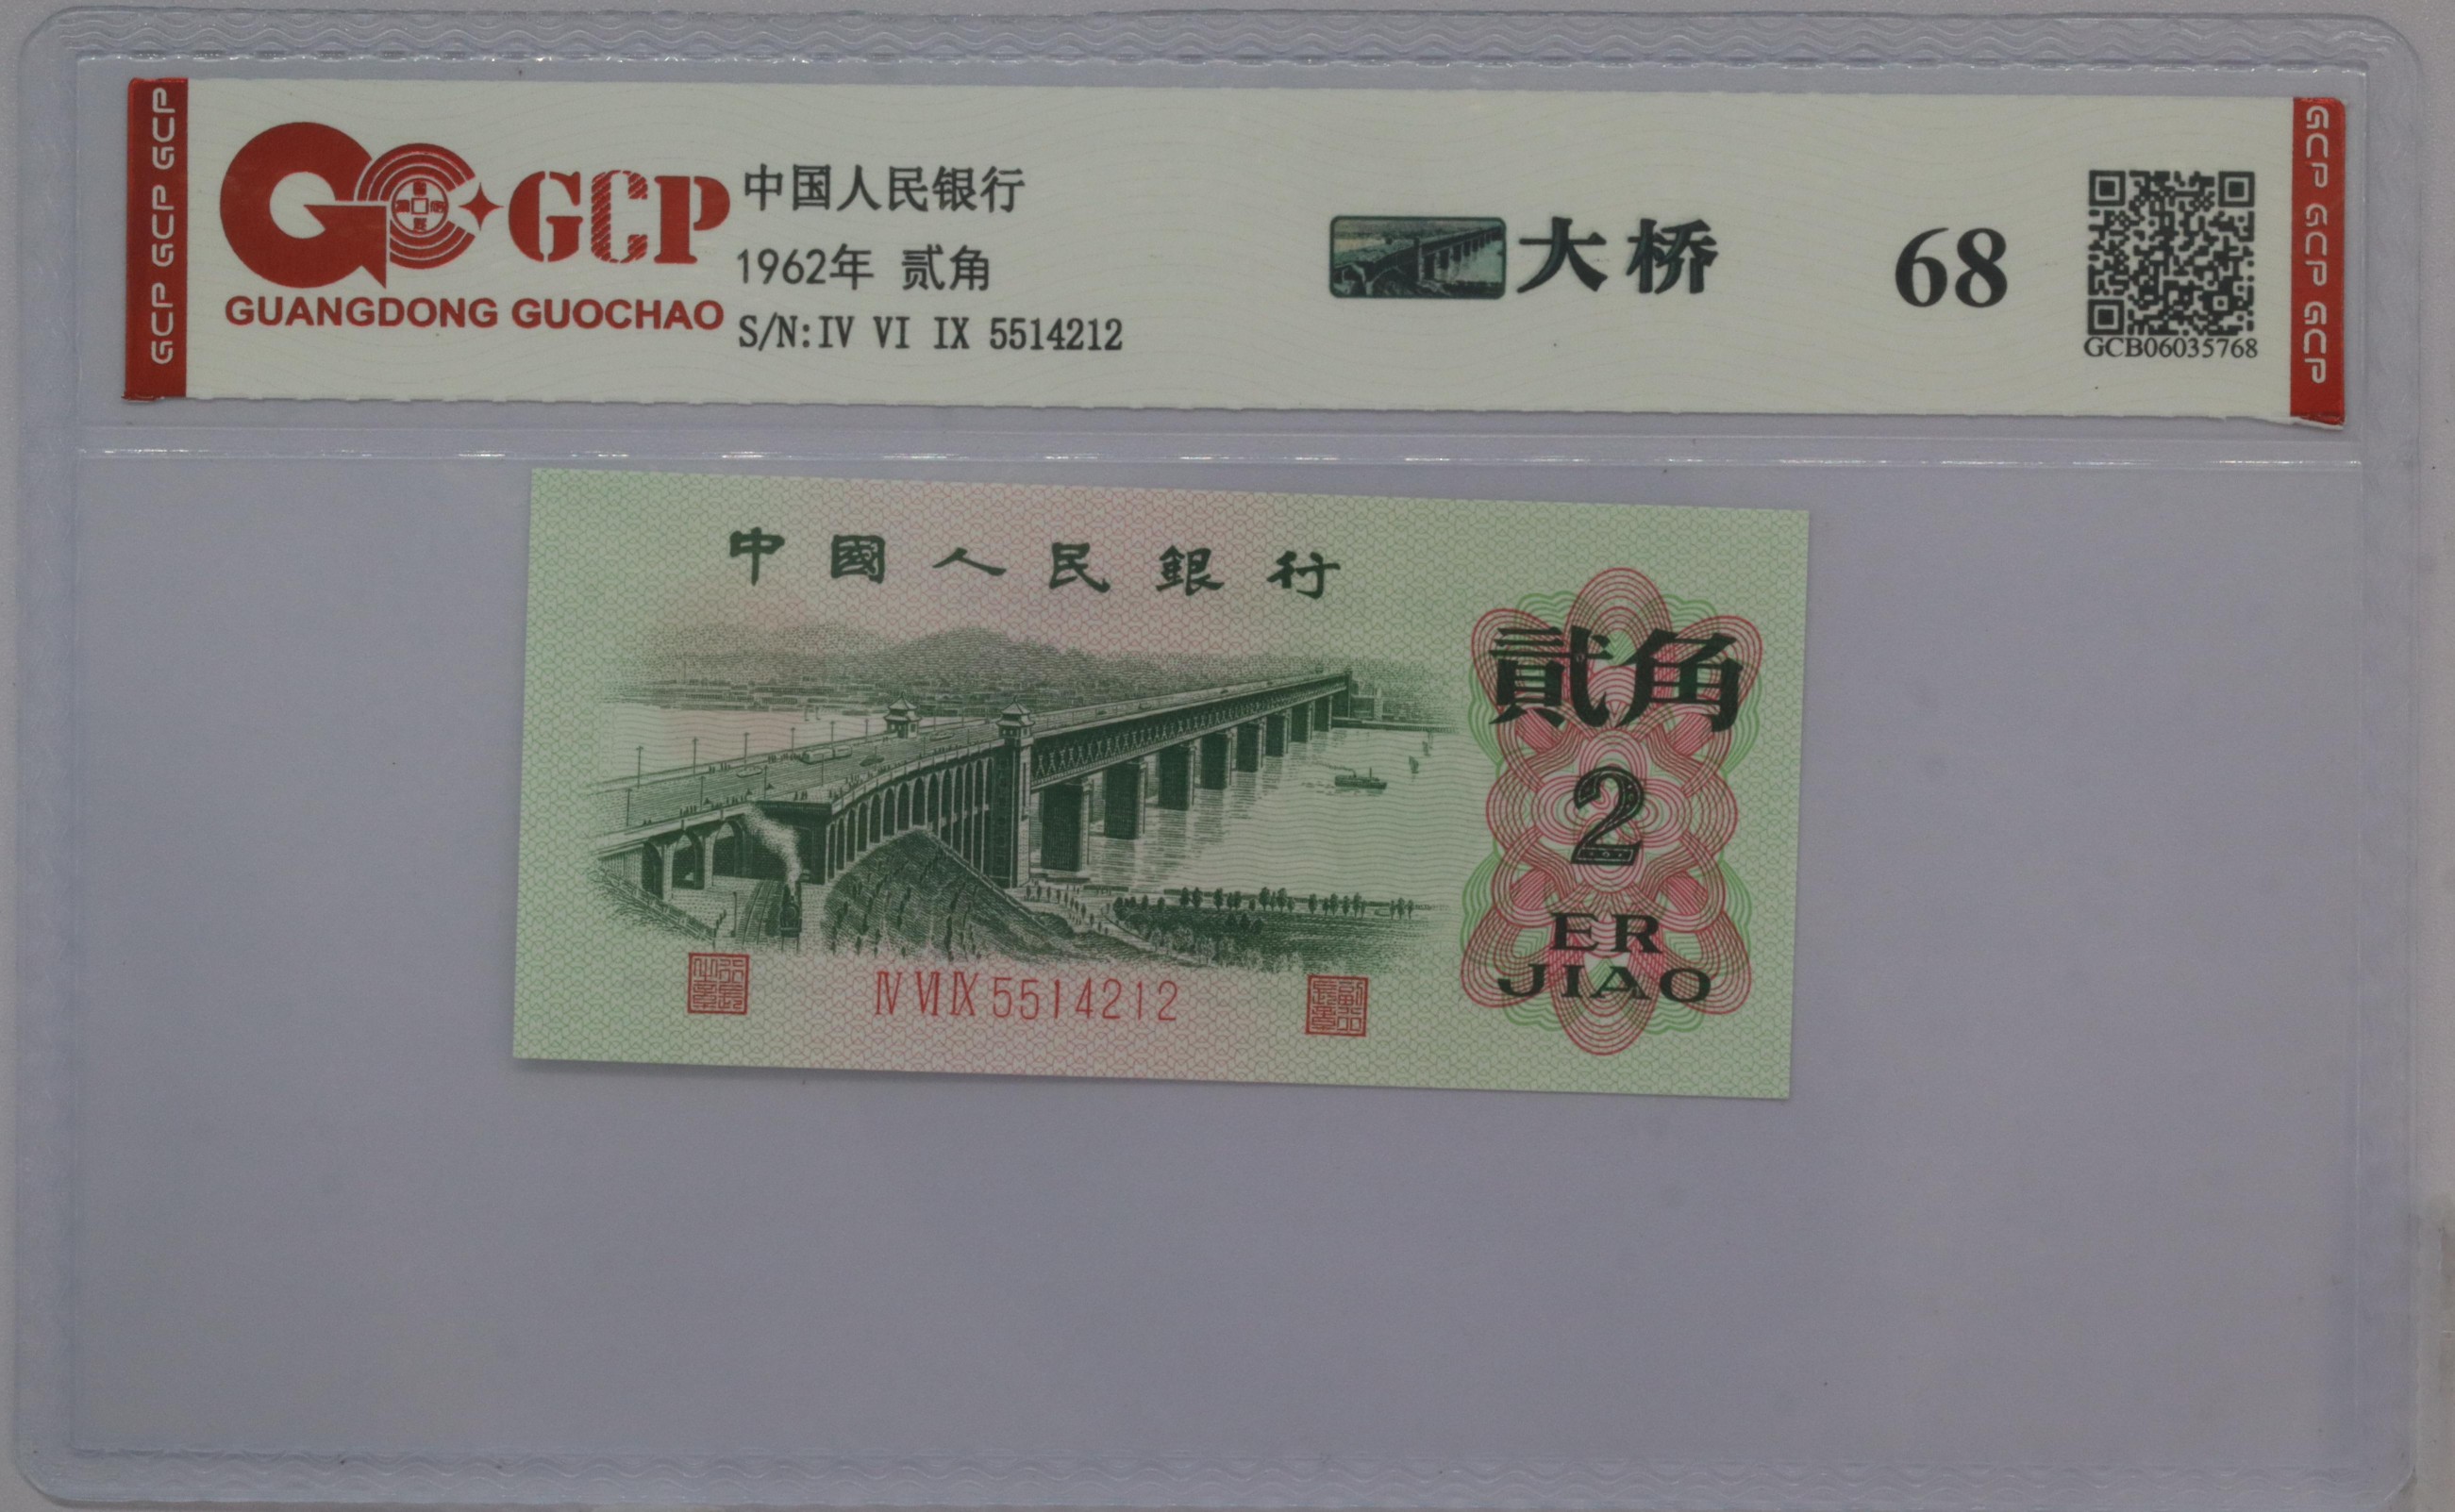 GCP GCP GCP
GCP
GUANGDONG GUOCHAO
中国人民银行
1962年 贰角
S/N:IV VI IX 5514212
大桥
68
GCB06035768
GCP GCP GCP
中國人民銀行
貳角
2
ER
JIAO
IV VI IX 5514212